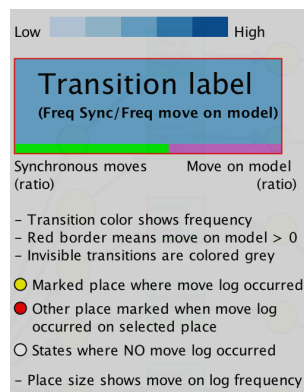 Low High
Transition label
(Freq Sync/Freq move on model)
Synchronous moves Move on model
(ratio) (ratio)
- Transition color shows frequency
- Red border means move on model > 0
- Invisible transitions are colored grey
Marked place where move log occurred
Other place marked when move log
occurred on selected place
States where NO move log occurred
- Place size shows move on log frequency